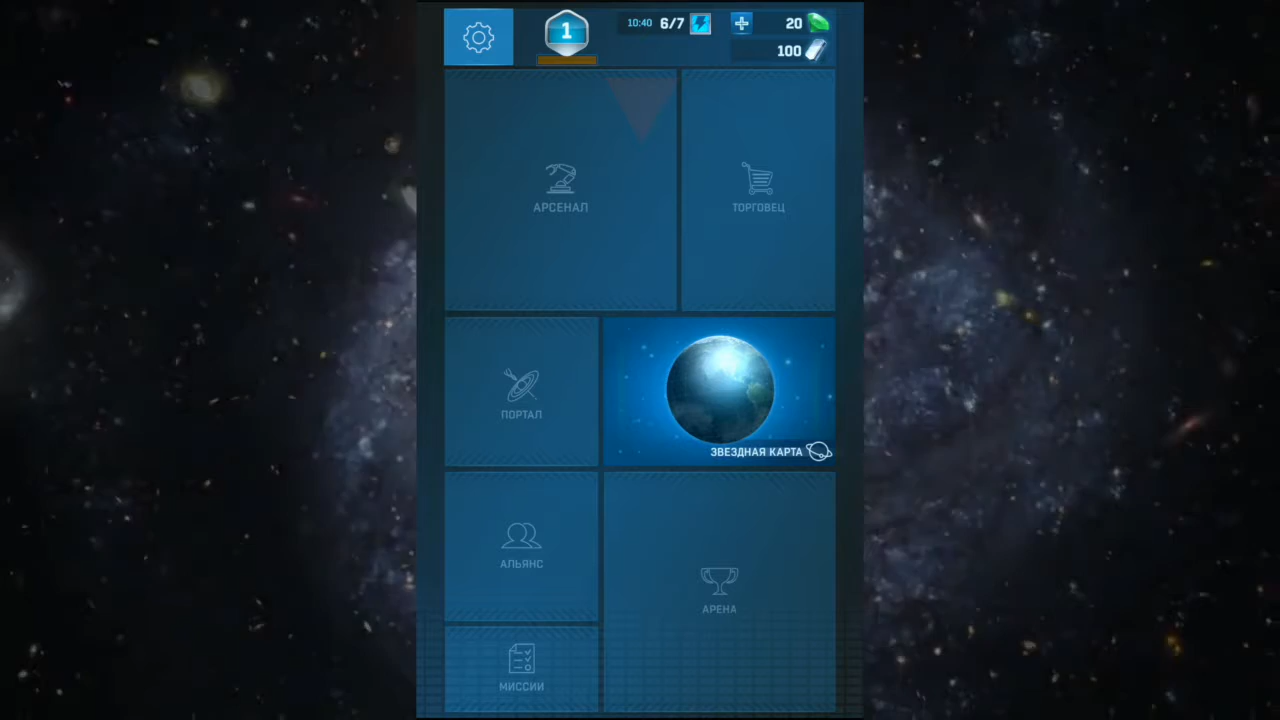 1
10:40 6/7
20
100
АРСЕНАЛ
ТОРГОВЕЦ
ПОРТАЛ
ЗВЕЗДНАЯ КАРТА
АЛЬЯНС
АРЕНА
МИССИИ